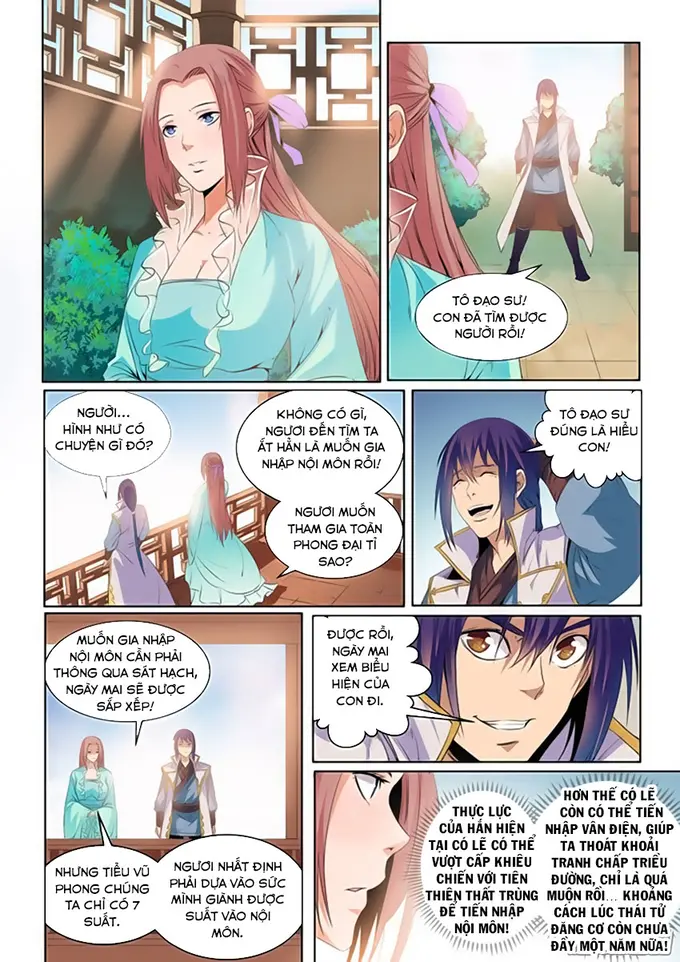 TÔ ĐẠO SƯ!
CON ĐÃ TÌM ĐƯỢC
NGƯỜI RỒI!
NGƯỜI...
HÌNH NHƯ CÓ
CHUYỆN GÌ ĐÓ?
KHÔNG CÓ GÌ,
NGƯƠI ĐẾN TÌM TA
ẮT HẲN LÀ MUỐN GIA
NHẬP NỘI MÔN RỒI!
NGƯƠI MUỐN
THAM GIA TOÀN
PHONG ĐẠI TỈ
SAO?
TÔ ĐẠO SƯ
ĐÚNG LÀ HIỂU
CON!
MUỐN GIA NHẬP
NỘI MÔN CẦN PHẢI
THÔNG QUA SÁT HẠCH,
NGÀY MAI SẼ ĐƯỢC
SẮP XẾP!
NHƯNG TIỂU VŨ
PHONG CHÚNG
TA CHỈ CÓ 7
SUẤT.
NGƯƠI NHẤT ĐỊNH
PHẢI DỰA VÀO SỨC
MÌNH GIÀNH ĐƯỢC
SUẤT VÀO NỘI
MÔN.
ĐƯỢC RỒI,
NGÀY MAI
XEM BIỂU
HIỆN CỦA
CON ĐI.
THỰC LỰC
CỦA HẮN HIỆN
TẠI CÓ LẼ CÓ THỂ
VƯỢT CẤP KHIÊU
CHIẾN VỚI TIÊN
THIÊN THẤT TRÙNG
ĐỂ TIẾN NHẬP
NỘI MÔN!
HƠN THẾ CÓ LẼ
CÒN CÓ THỂ TIẾN
NHẬP VÂN ĐIỆN, GIÚP
TA THOÁT KHỎI
TRANH CHẤP TRIỀU
ĐƯỜNG, CHỈ LÀ QUÁ
MUỘN RỒI... KHOẢNG
CÁCH LÚC THÁI TỬ
ĐĂNG CƠ CÒN CHƯA
ĐẦY MỘT NĂM NỮA!